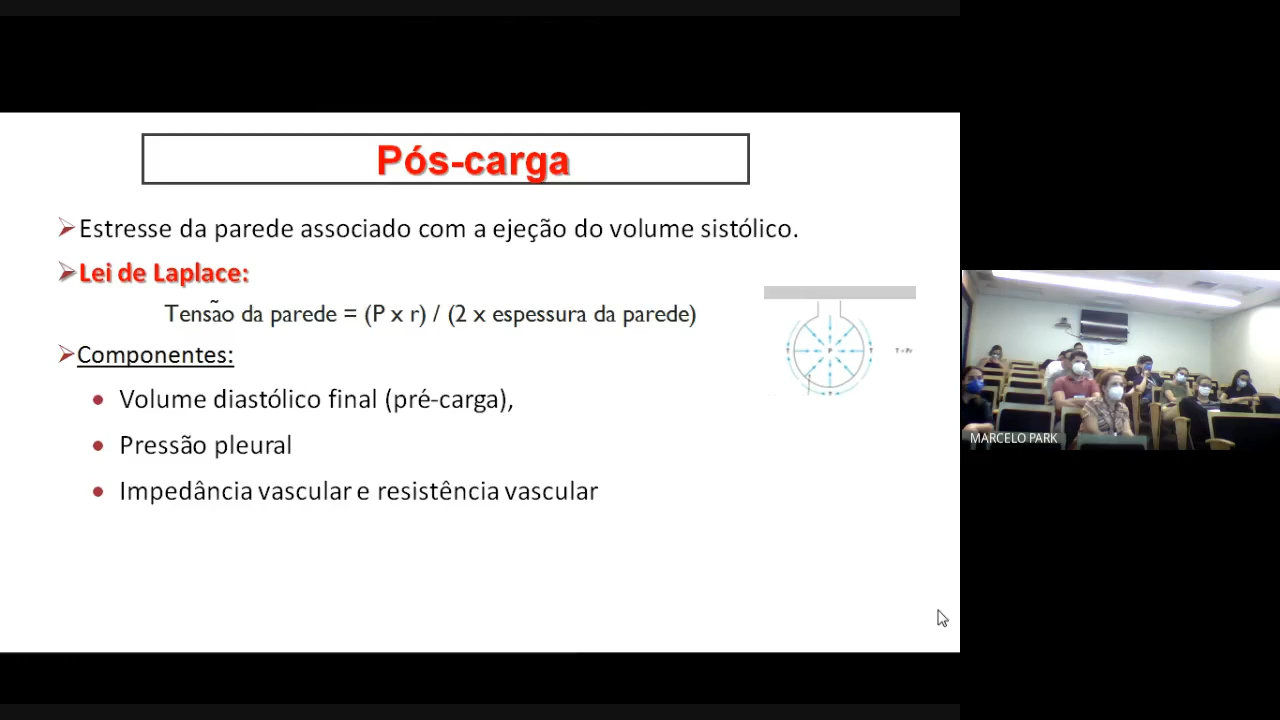 Pós-carga
Estresse da parede associado com a ejeção do volume sistólico.
Lei de Laplace:
Tensão da parede = (P x r) / (2 x espessura da parede)
Componentes:
Volume diastólico final (pré-carga),
Pressão pleural
Impedância vascular e resistência vascular
T
P
T
T = Pr
T
MARCELO PARK